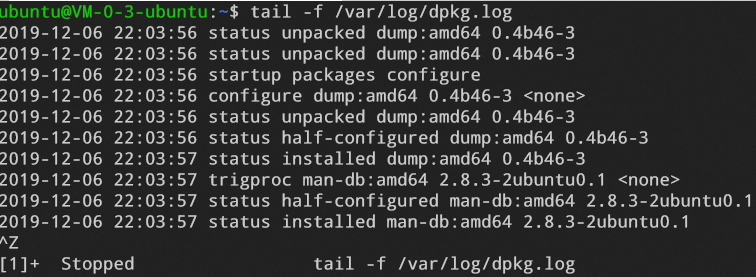 ubuntu@VM-0-3-ubuntu:~$ tail -f /var/log/dpkg.log
2019-12-06 22:03:56 status unpacked dump:amd64 0.4b46-3
2019-12-06 22:03:56 status unpacked dump:amd64 0.4b46-3
2019-12-06 22:03:56 startup packages configure
2019-12-06 22:03:56 configure dump:amd64 0.4b46-3 <none>
2019-12-06 22:03:56 status unpacked dump:amd64 0.4b46-3
2019-12-06 22:03:56 status half-configured dump:amd64 0.4b46-3
2019-12-06 22:03:57 status installed dump:amd64 0.4b46-3
2019-12-06 22:03:57 trigproc man-db:amd64 2.8.3-2ubuntu0.1 <none>
2019-12-06 22:03:57 status half-configured man-db:amd64 2.8.3-2ubuntu0.1
2019-12-06 22:03:57 status installed man-db:amd64 2.8.3-2ubuntu0.1
^Z
[1]+  Stopped                 tail -f /var/log/dpkg.log